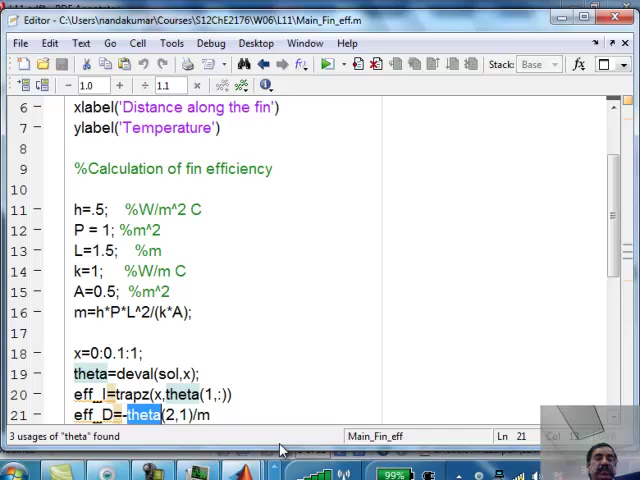 Editor - C:\Users\nandakumar\Courses\S12ChE2176\W06\L11\Main_Fin_eff.m
File Edit Text Go Cell Tools Debug Desktop Window Help
Stack: Base fx
- 1.0 + ÷ 1.1 ×
6 xlabel('Distance along the fin')
7 ylabel('Temperature')
8
9 %Calculation of fin efficiency
10
11 h=.5; %W/m^2 C
12 P = 1; %m^2
13 L=1.5; %m
14 k=1; %W/m C
15 A=0.5; %m^2
16 m=h*P*L^2/(k*A);
17
18 x=0:0.1:1;
19 theta=deval(sol,x);
20 eff_I=trapz(x,theta(1,:))
21 eff_D=-theta(2,1)/m
3 usages of "theta" found Main_Fin_eff Ln 21 Col
99%